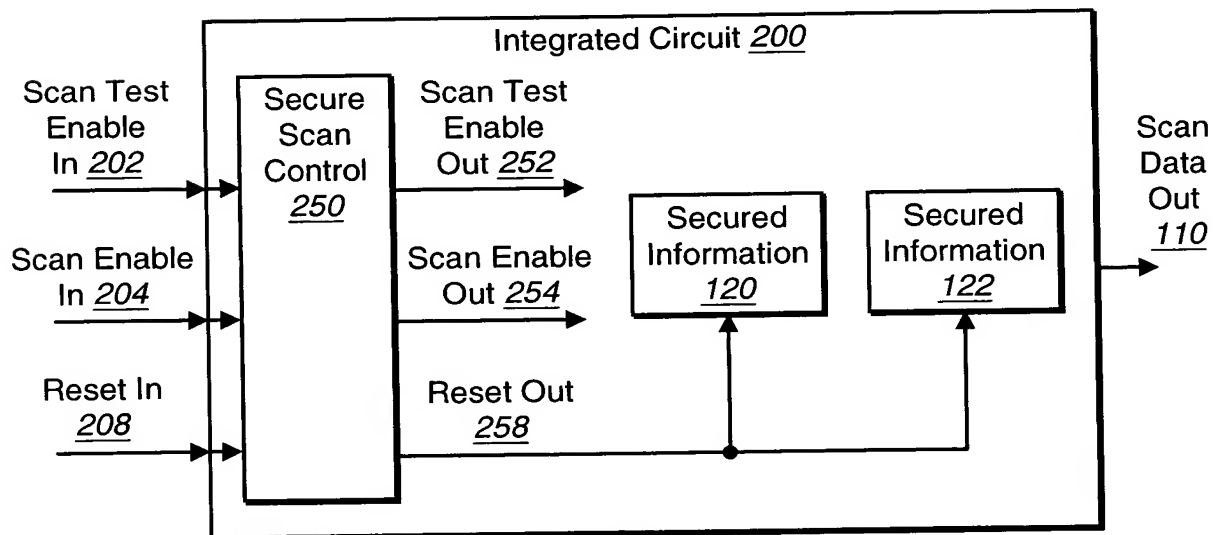 Integrated Circuit 200
Scan Test
Enable
In 202
Scan Enable
In 204
Reset In
208
Secure
Scan
Control
250
Scan Test
Enable
Out 252
Scan Enable
Out 254
Reset Out
258
Secured
Information
120
Secured
Information
122
Scan
Data
Out
110